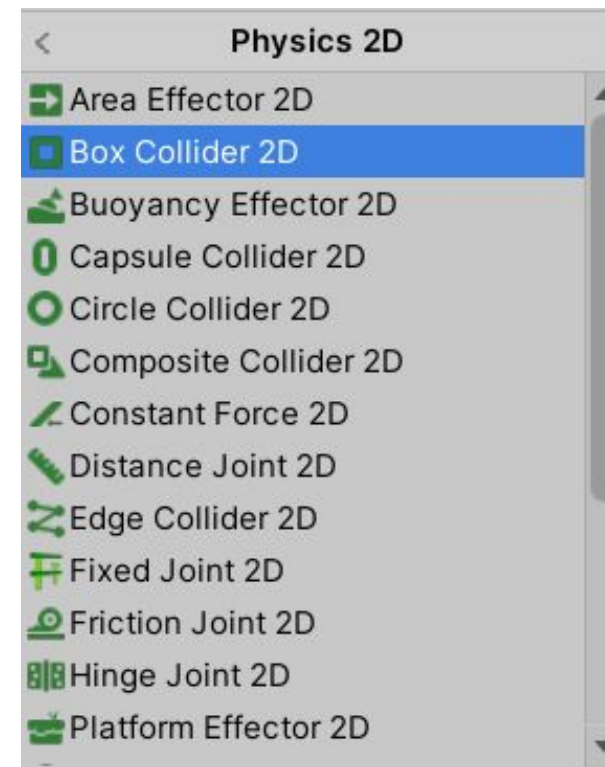 Physics 2D
Area Effector 2D
Box Collider 2D
Buoyancy Effector 2D
Capsule Collider 2D
Circle Collider 2D
Composite Collider 2D
Constant Force 2D
Distance Joint 2D
Edge Collider 2D
Fixed Joint 2D
Friction Joint 2D
Hinge Joint 2D
Platform Effector 2D